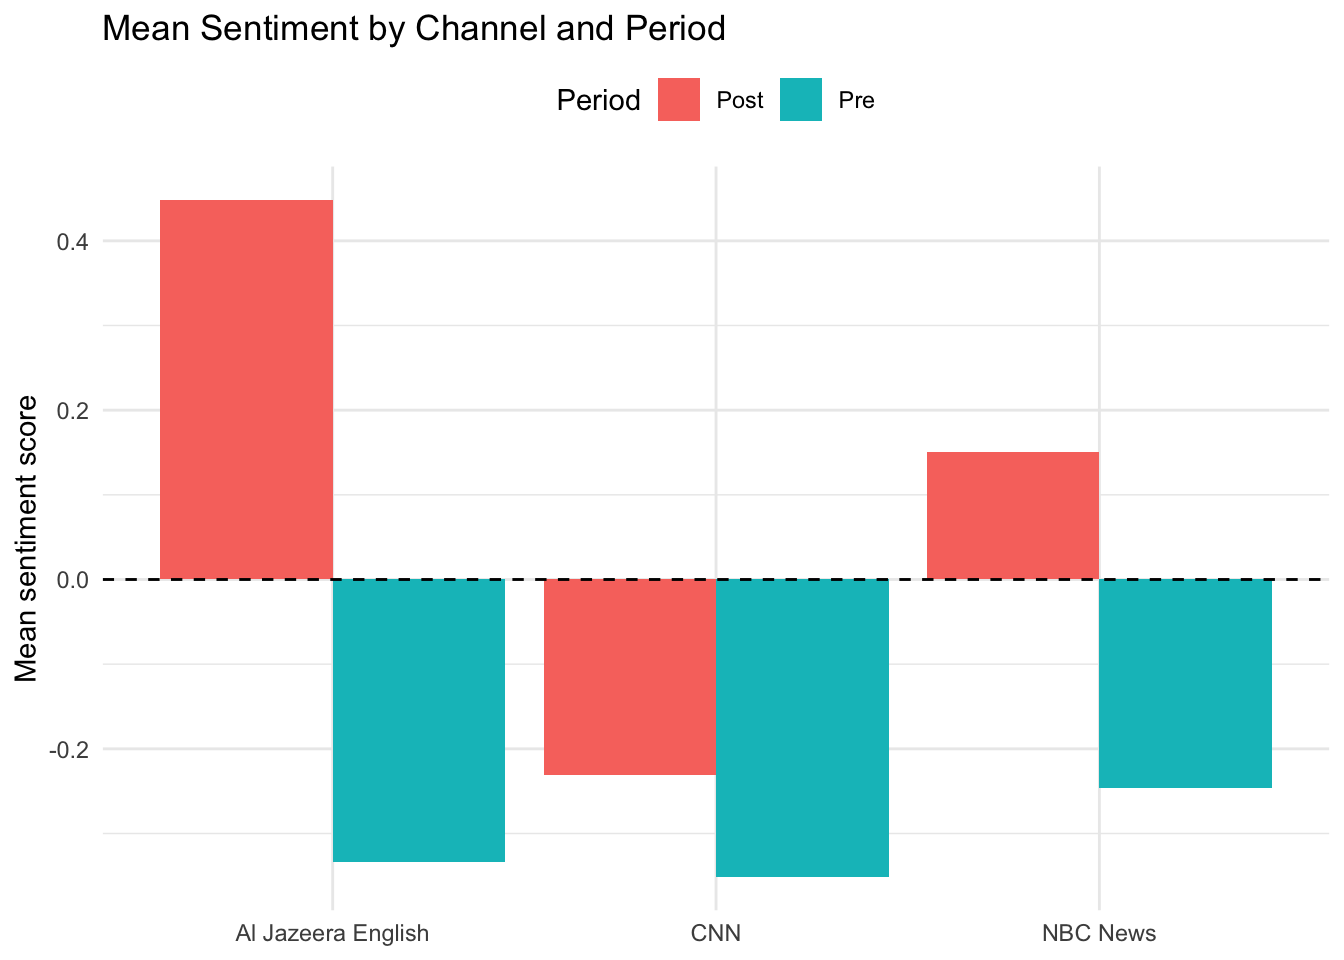 Mean Sentiment by Channel and Period
Period Post Pre
Mean sentiment score
0.4
0.2
0.0
-0.2
Al Jazeera English CNN NBC News